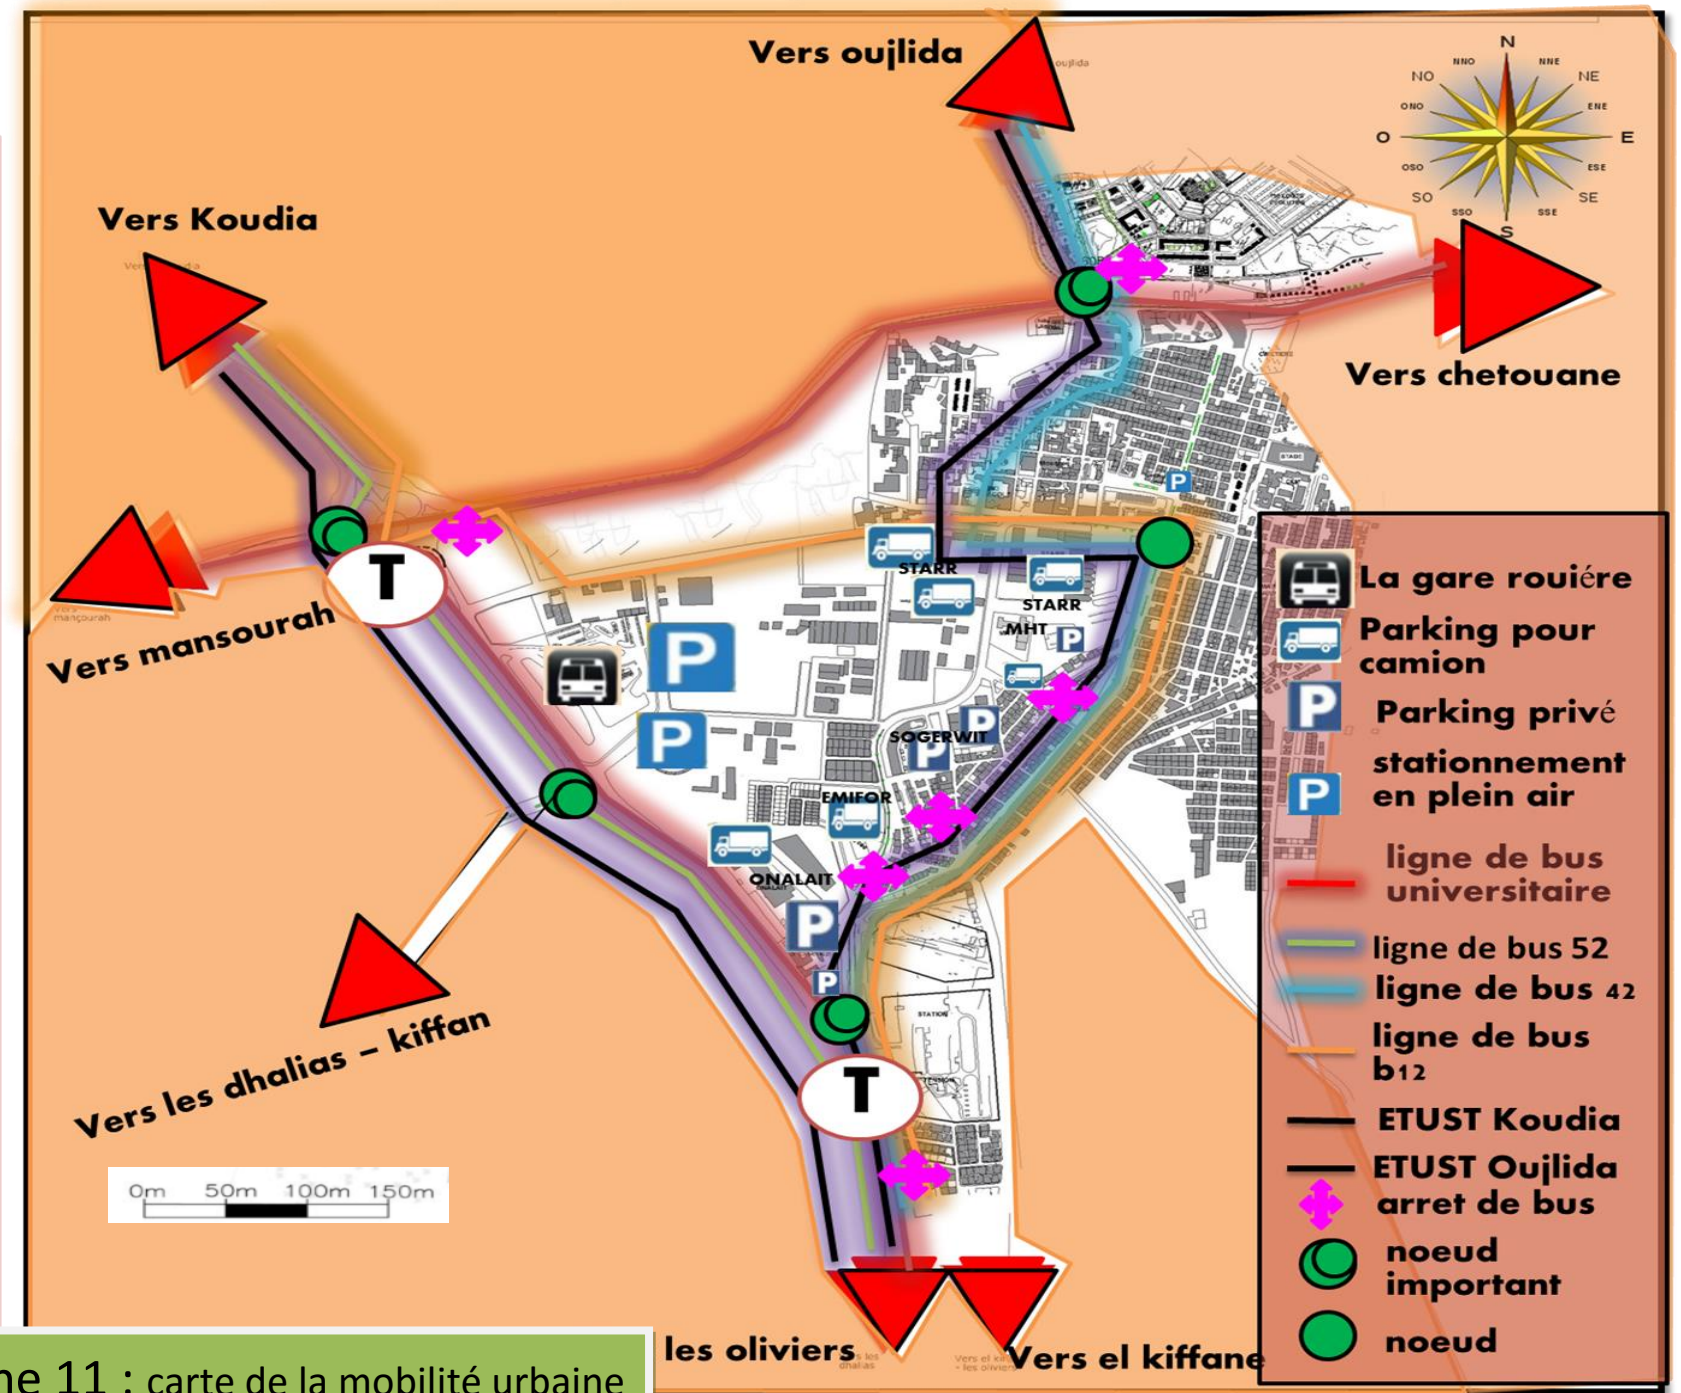 Vers oujlida
oujlida
N
NNO
NNE
NO
NE
ONO
ENE
O
E
OSO
ESE
SO
SE
SSO
SSE
S
Vers Koudia
Vers chetouane
STARR
STARR
MHT
Vers mansourah
T
P
P
P
SOGERWIT
P
P
P
EMIFOR
ONALAIT
P
P
STATION
T
Vers les dhalias – kiffan
0m 50m 100m 150m
les oliviers
Vers el kiffane
La gare rouiére
Parking pour
camion
P
Parking privé
stationnement
P
en plein air
ligne de bus
universitaire
ligne de bus 52
ligne de bus 42
ligne de bus
b12
ETUST Koudia
ETUST Oujlida
arret de bus
noeud
important
noeud
ne 11 : carte de la mobilité urbaine